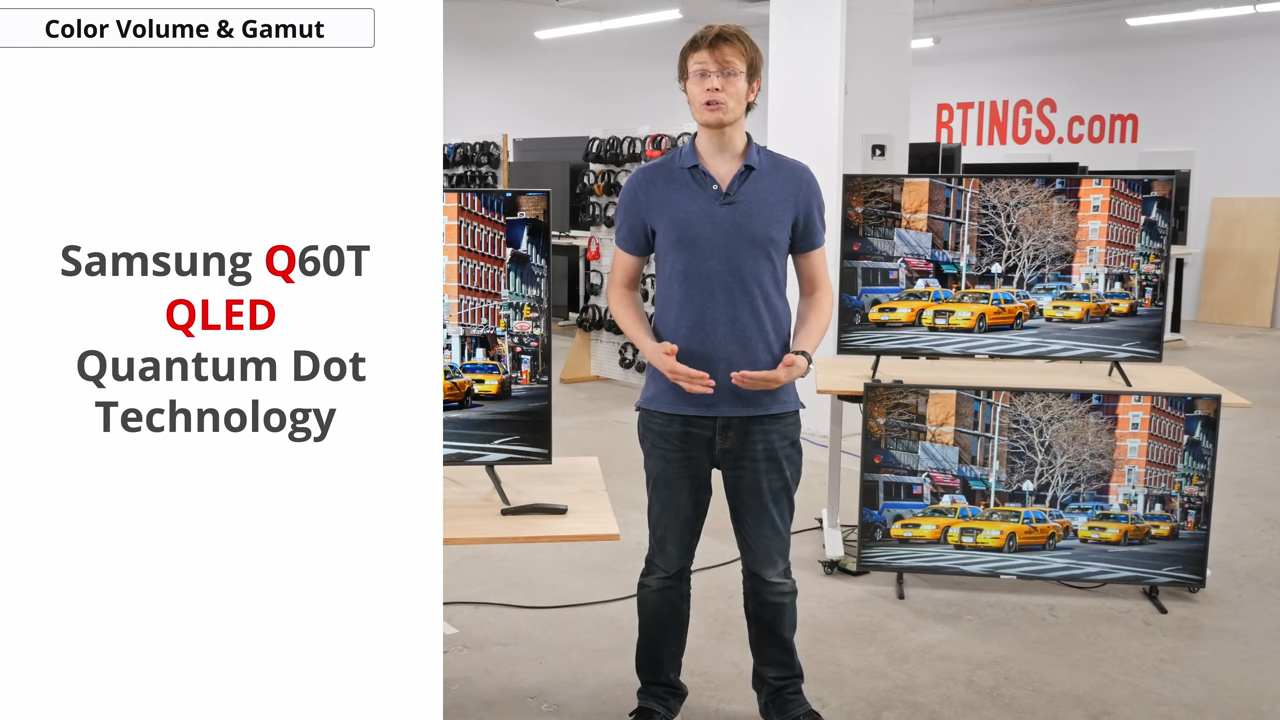 Color Volume & Gamut
Samsung Q60T
QLED
Quantum Dot
Technology
RTINGS.com